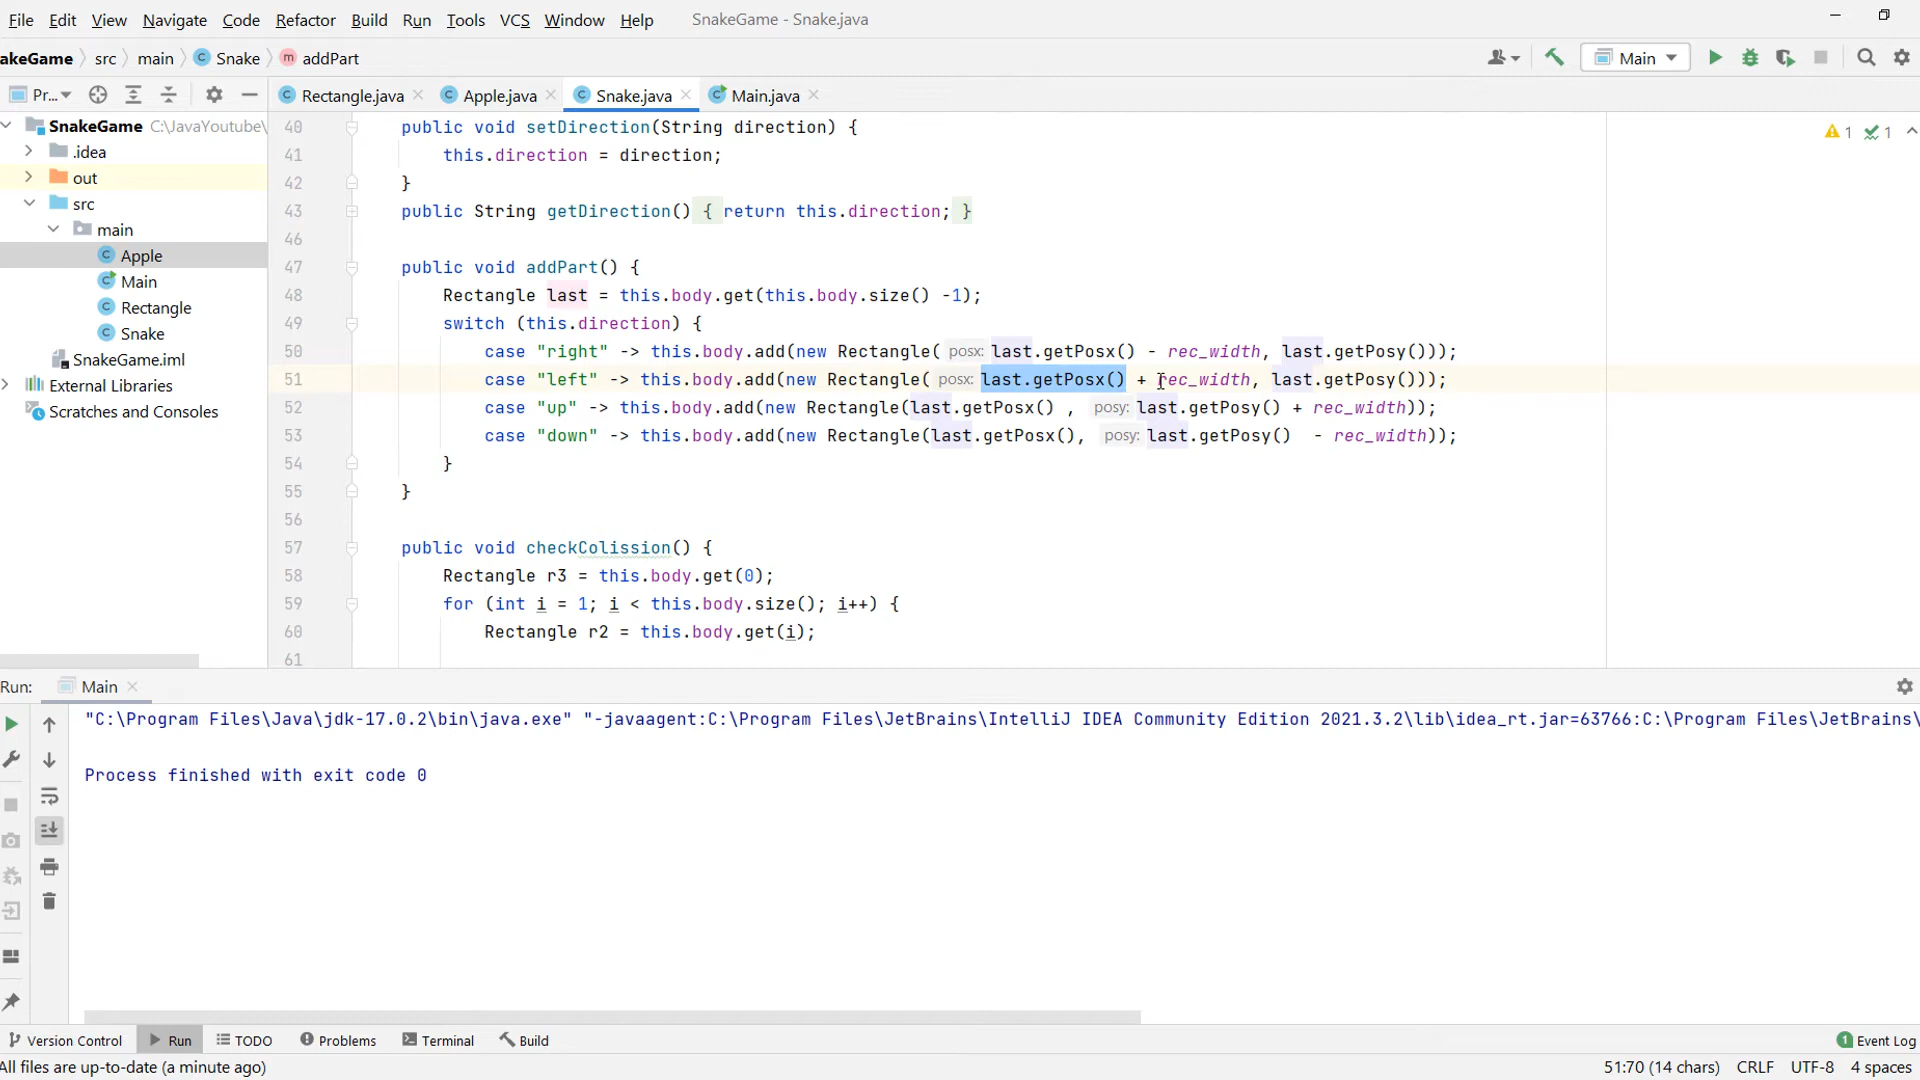 File Edit View Navigate Code Refactor Build Run Tools VCS Window Help SnakeGame - Snake.java
akeGame src main Snake addPart Main
Pr... Rectangle.java Apple.java Snake.java Main.java
SnakeGame C:\JavaYoutube\
.idea
out
src
main
Apple
Main
Rectangle
Snake
SnakeGame.iml
External Libraries
Scratches and Consoles
1 1
40 public void setDirection(String direction) {
41 this.direction = direction;
42 }
43 public String getDirection() { return this.direction; }
46
47 public void addPart() {
48 Rectangle last = this.body.get(this.body.size() -1);
49 switch (this.direction) {
50 case "right" -> this.body.add(new Rectangle( posx: last.getPosx() - rec_width, last.getPosy()));
51 case "left" -> this.body.add(new Rectangle( posx: last.getPosx() + rec_width, last.getPosy()));
52 case "up" -> this.body.add(new Rectangle(last.getPosx() , posy: last.getPosy() + rec_width));
53 case "down" -> this.body.add(new Rectangle(last.getPosx(), posy: last.getPosy() - rec_width));
54 }
55 }
56
57 public void checkColission() {
58 Rectangle r3 = this.body.get(0);
59 for (int i = 1; i < this.body.size(); i++) {
60 Rectangle r2 = this.body.get(i);
61
Run: Main
"C:\Program Files\Java\jdk-17.0.2\bin\java.exe" "-javaagent:C:\Program Files\JetBrains\IntelliJ IDEA Community Edition 2021.3.2\lib\idea_rt.jar=63766:C:\Program Files\JetBrains\
Process finished with exit code 0
Version Control Run TODO Problems Terminal Build 1 Event Log
All files are up-to-date (a minute ago) 51:70 (14 chars) CRLF UTF-8 4 spaces